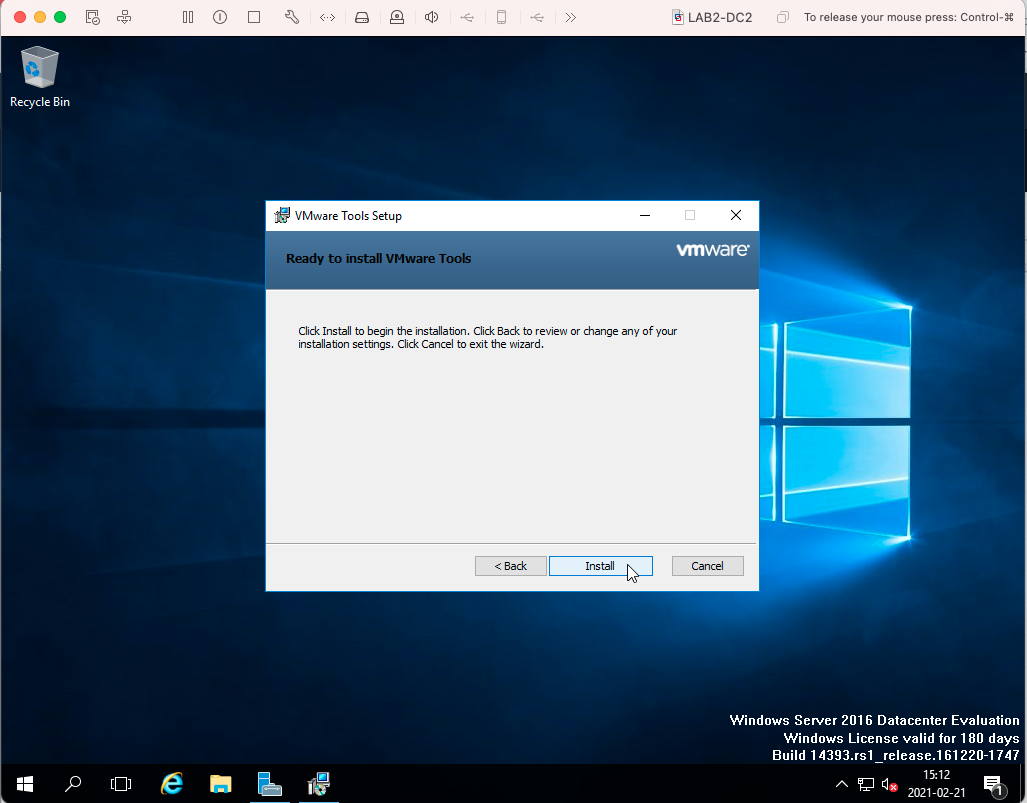 LAB2-DC2
To release your mouse press: Control-⌘
Recycle Bin
VMware Tools Setup
Ready to install VMware Tools
vmware®
Click Install to begin the installation. Click Back to review or change any of your
installation settings. Click Cancel to exit the wizard.
< Back
Install
Cancel
Windows Server 2016 Datacenter Evaluation
Windows License valid for 180 days
Build 14393.rs1_release.161220-1747
15:12
2021-02-21
1